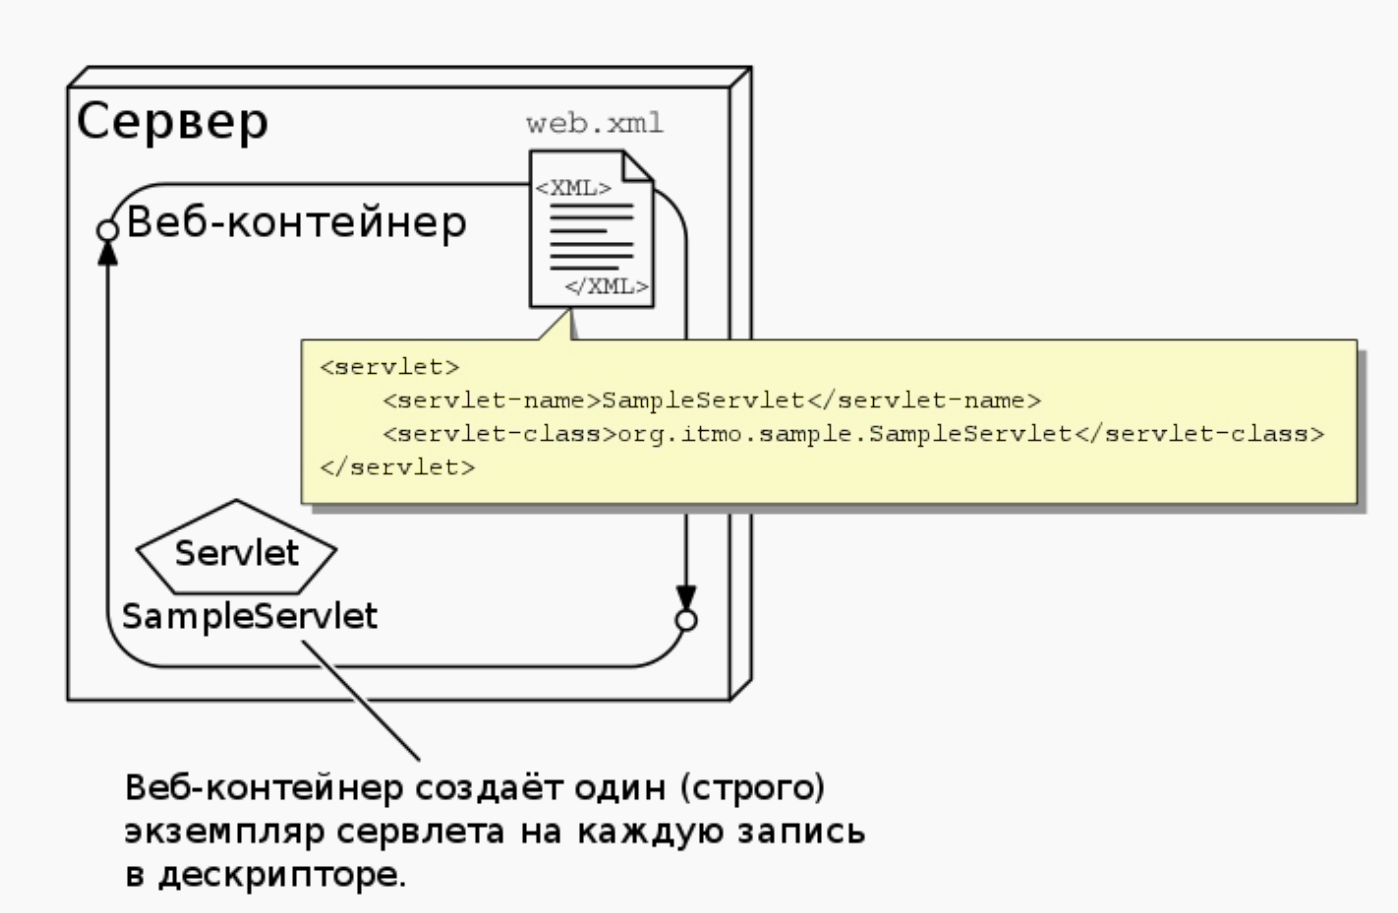 Сервер
web.xml
<XML>
</XML>
Веб-контейнер
<servlet>
    <servlet-name>SampleServlet</servlet-name>
    <servlet-class>org.itmo.sample.SampleServlet</servlet-class>
</servlet>
Servlet
SampleServlet
Веб-контейнер создаёт один (строго)
экземпляр сервлета на каждую запись
в дескрипторе.